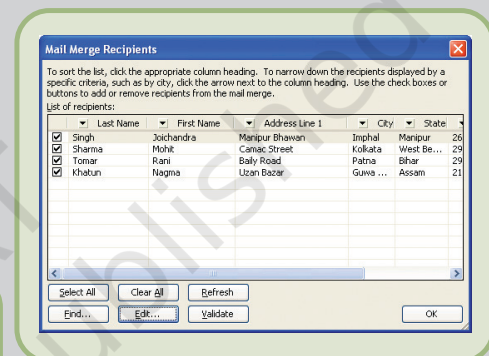 Mail Merge Recipients
To sort the list, click the appropriate column heading. To narrow down the recipients displayed by a
specific criteria, such as by city, click the arrow next to the column heading. Use the check boxes or
buttons to add or remove recipients from the mail merge.
List of recipients:
Last Name First Name Address Line 1 City State
Singh Joichandra Manipur Bhawan Imphal Manipur 26
Sharma Mohit Camac Street Kolkata West Be... 29
Tomar Rani Baily Road Patna Bihar 29
Khatun Nagma Uzan Bazar Guwa ... Assam 21
Select All Clear All Refresh
Find... Edit... Validate OK